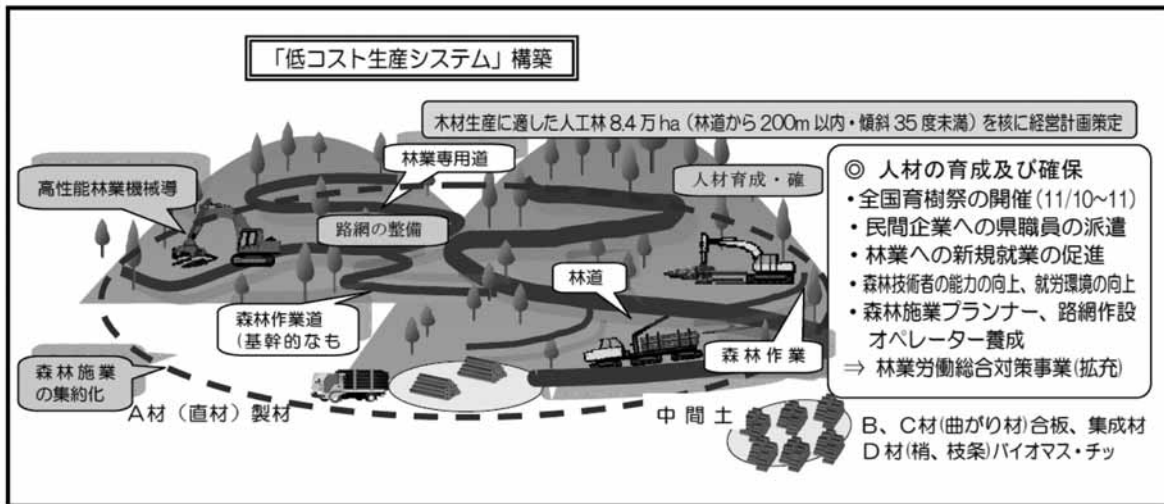 「低コスト生産システム」構築
木材生産に適した人工林8.4万ha（林道から200m以内・傾斜35度未満）を核に経営計画策定
高性能林業機械導
林業専用道
路網の整備
人材育成・確
林道
森林作業道
(基幹的なも
森林作業
森林施業
の集約化
A材（直材）製材
中間土
◎ 人材の育成及び確保
・全国育樹祭の開催(11/10~11)
・民間企業への県職員の派遣
・林業への新規就業の促進
・森林技術者の能力の向上、就労環境の向上
・森林施業プランナー、路網作設
オペレーター養成
⇒ 林業労働総合対策事業(拡充)
B、C材(曲がり材)合板、集成材
D材(梢、枝条)バイオマス・チッ